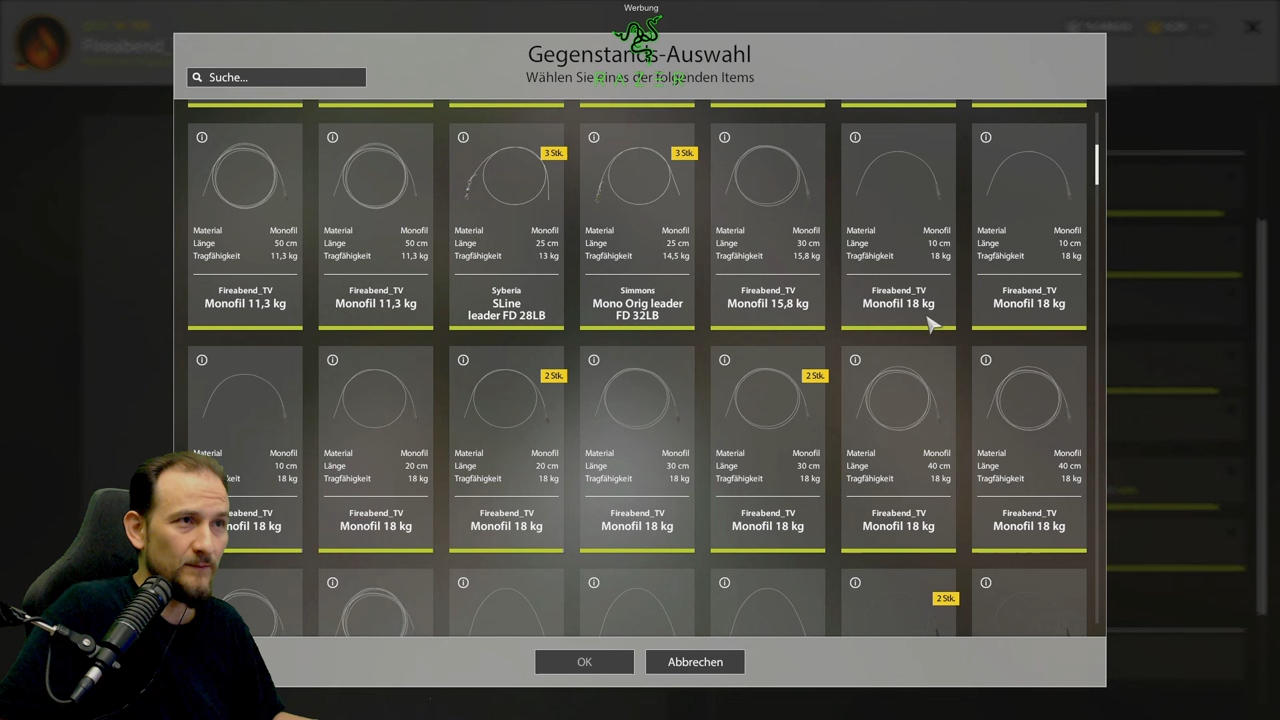 Werbung
Gegenstands-Auswahl
Suche...
Wählen Sie eines der folgenden Items
RAZER
3 Stk.
3 Stk.
Material Monofil
Länge 50 cm
Tragfähigkeit 11,3 kg
Fireabend_TV
Monofil 11,3 kg
Material Monofil
Länge 50 cm
Tragfähigkeit 11,3 kg
Fireabend_TV
Monofil 11,3 kg
Material Monofil
Länge 25 cm
Tragfähigkeit 13 kg
Syberia
SLine
leader FD 28LB
Material Monofil
Länge 25 cm
Tragfähigkeit 14,5 kg
Simmons
Mono Orig leader
FD 32LB
Material Monofil
Länge 30 cm
Tragfähigkeit 15,8 kg
Fireabend_TV
Monofil 15,8 kg
Material Monofil
Länge 10 cm
Tragfähigkeit 18 kg
Fireabend_TV
Monofil 18 kg
Material Monofil
Länge 10 cm
Tragfähigkeit 18 kg
Fireabend_TV
Monofil 18 kg
2 Stk.
2 Stk.
Material Monofil
10 cm
18 kg
Fireabend_TV
Monofil 18 kg
Material Monofil
Länge 20 cm
Tragfähigkeit 18 kg
Fireabend_TV
Monofil 18 kg
Material Monofil
Länge 20 cm
Tragfähigkeit 18 kg
Fireabend_TV
Monofil 18 kg
Material Monofil
Länge 30 cm
Tragfähigkeit 18 kg
Fireabend_TV
Monofil 18 kg
Material Monofil
Länge 30 cm
Tragfähigkeit 18 kg
Fireabend_TV
Monofil 18 kg
Material Monofil
Länge 40 cm
Tragfähigkeit 18 kg
Fireabend_TV
Monofil 18 kg
Material Monofil
Länge 40 cm
Tragfähigkeit 18 kg
Fireabend_TV
Monofil 18 kg
2 Stk.
OK
Abbrechen